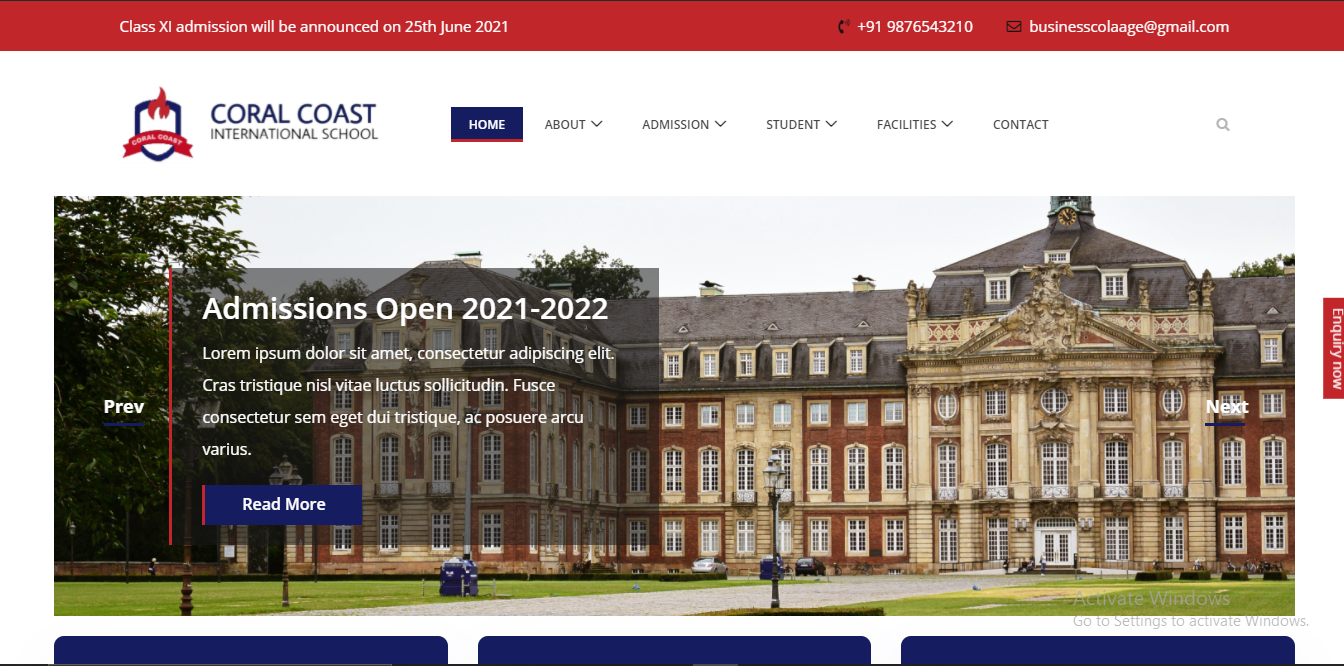 Class XI admission will be announced on 25th June 2021
+91 9876543210
businesscolaage@gmail.com
CORAL COAST
CORAL COAST
INTERNATIONAL SCHOOL
HOME
ABOUT
ADMISSION
STUDENT
FACILITIES
CONTACT
Admissions Open 2021-2022
Lorem ipsum dolor sit amet, consectetur adipiscing elit.
Cras tristique nisl vitae luctus sollicitudin. Fusce
consectetur sem eget dui tristique, ac posuere arcu
varius.
Read More
Prev
Next
Enquiry now
Activate Windows
Go to Settings to activate Windows.